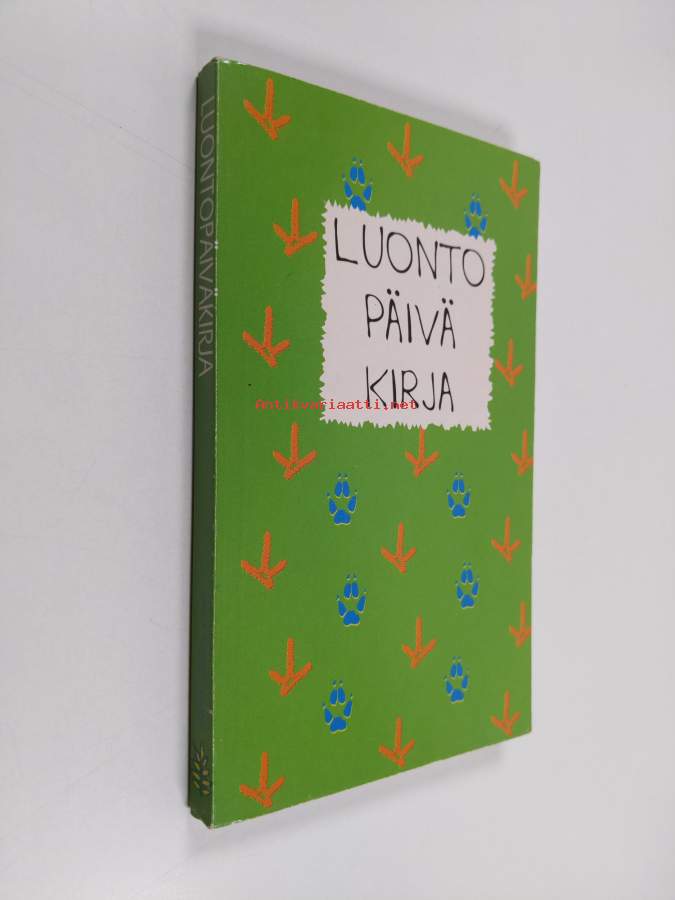 LUONTOPÄIVÄKIRJA
LUONTO
PÄIVÄ
KIRJA
Antikvariaatti.net